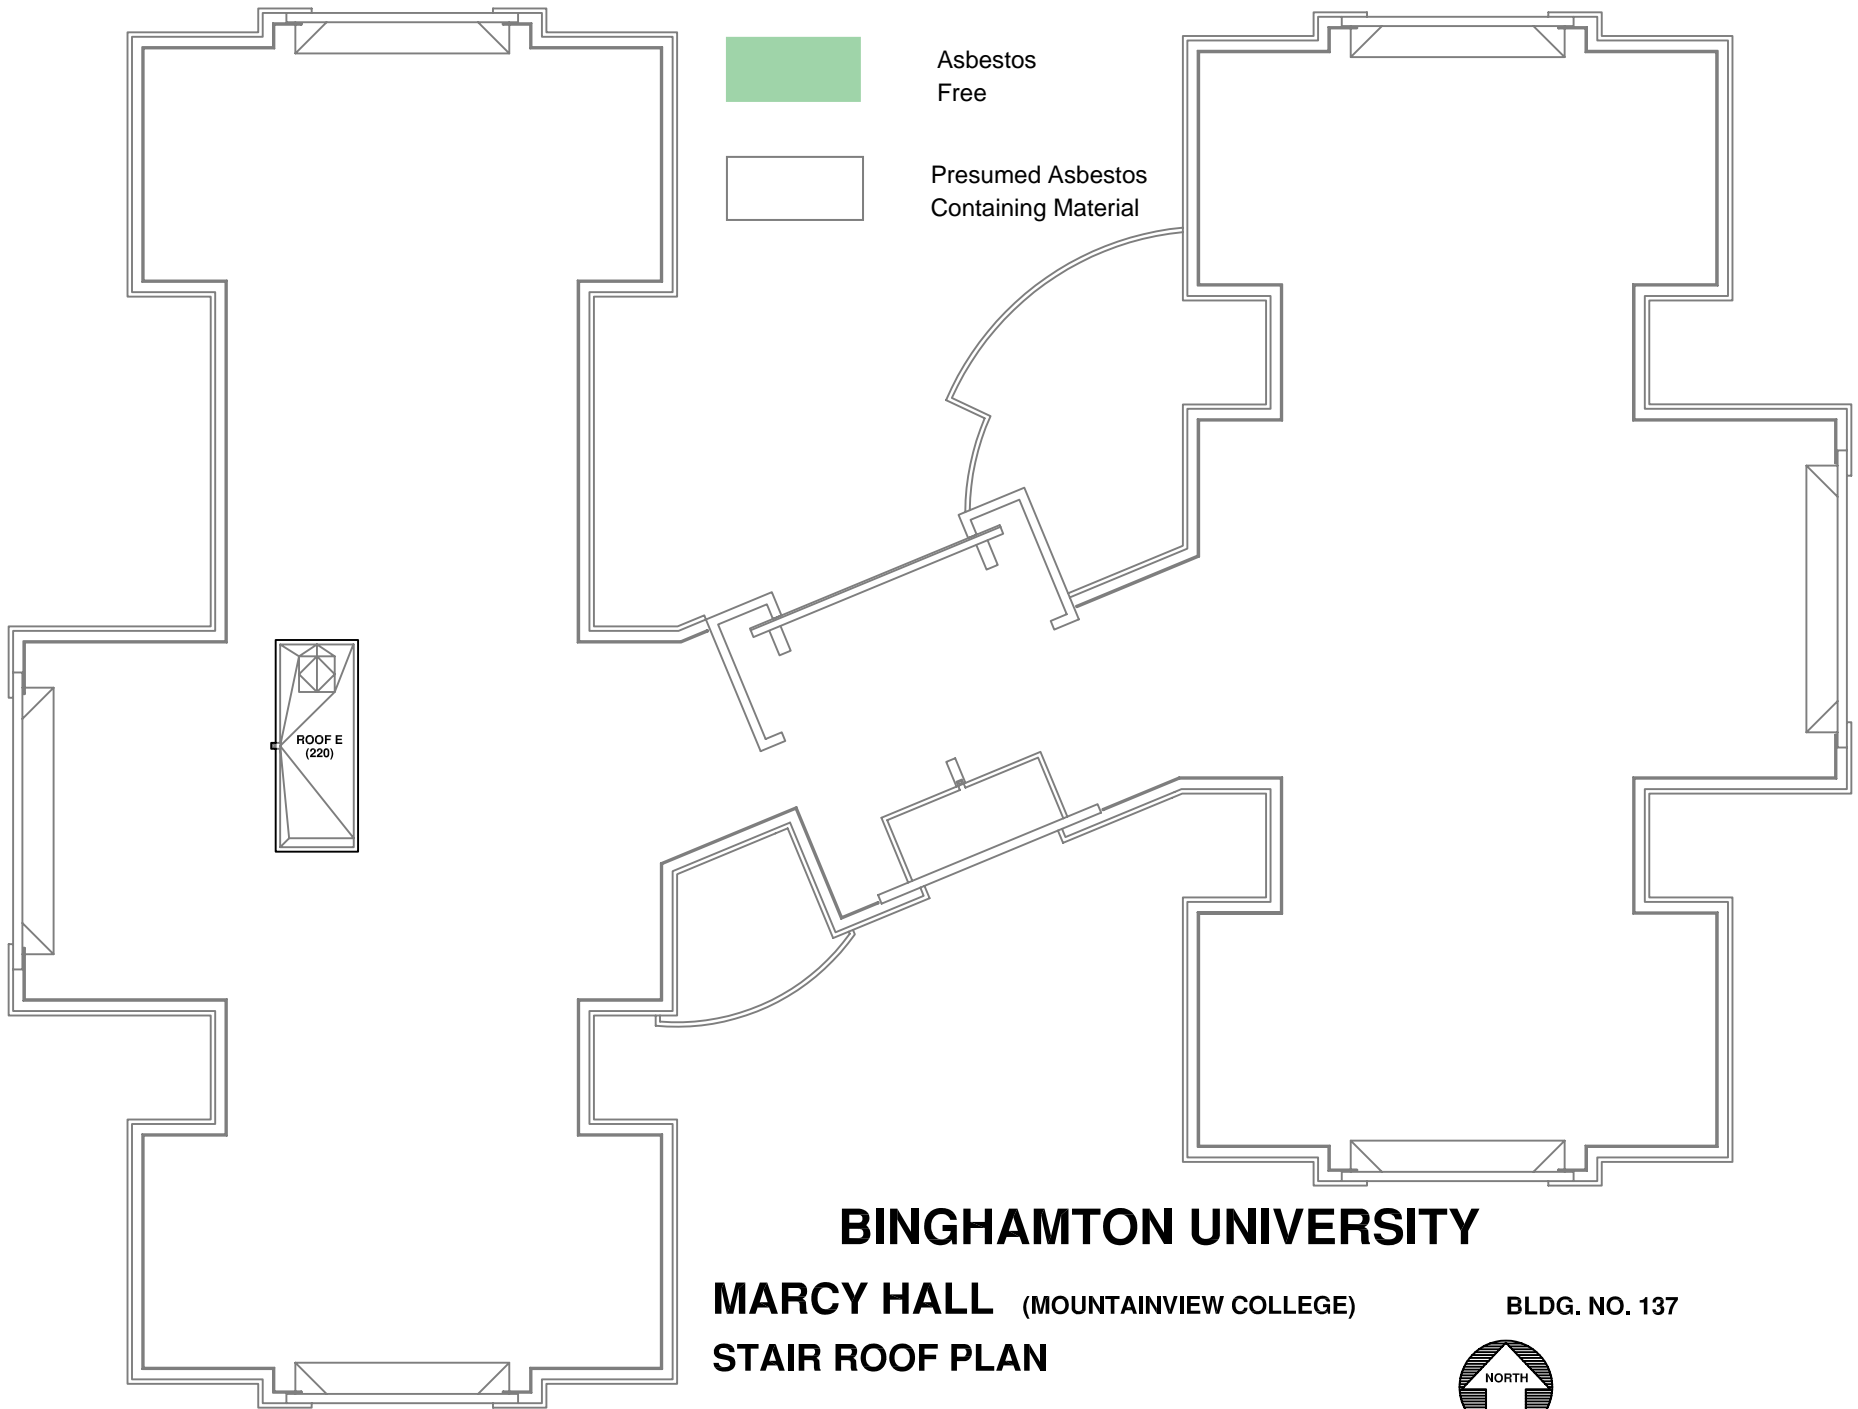 Asbestos
Free
Presumed Asbestos
Containing Material
ROOF E
(220)
BINGHAMTON UNIVERSITY
MARCY HALL (MOUNTAINVIEW COLLEGE) BLDG. NO. 137
STAIR ROOF PLAN
NORTH